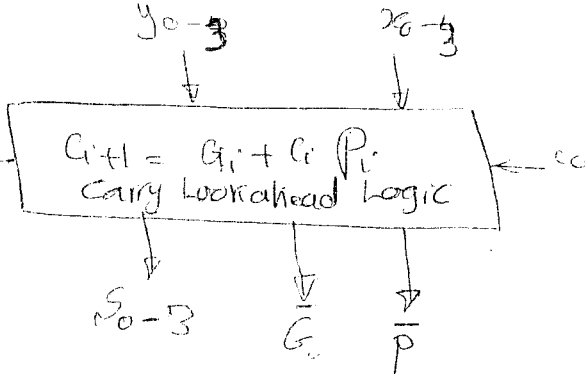 y0-3 x0-3
Ci+1 = Gi + Ci Pi
Carry Lookahead Logic
S0-3 G̅ P̅